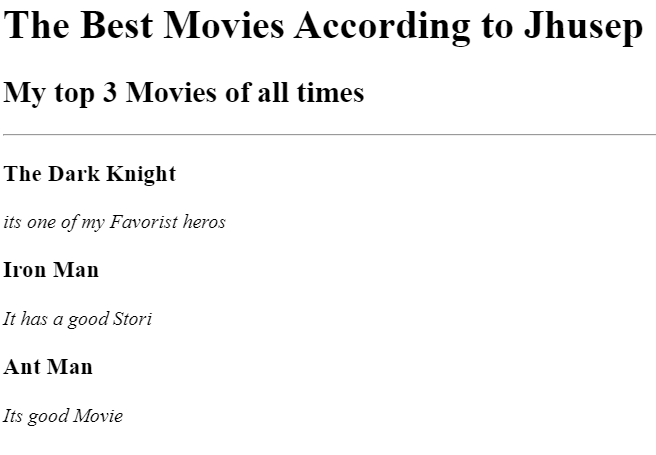 The Best Movies According to Jhusep
My top 3 Movies of all times
The Dark Knight
its one of my Favorist heros
Iron Man
It has a good Stori
Ant Man
Its good Movie